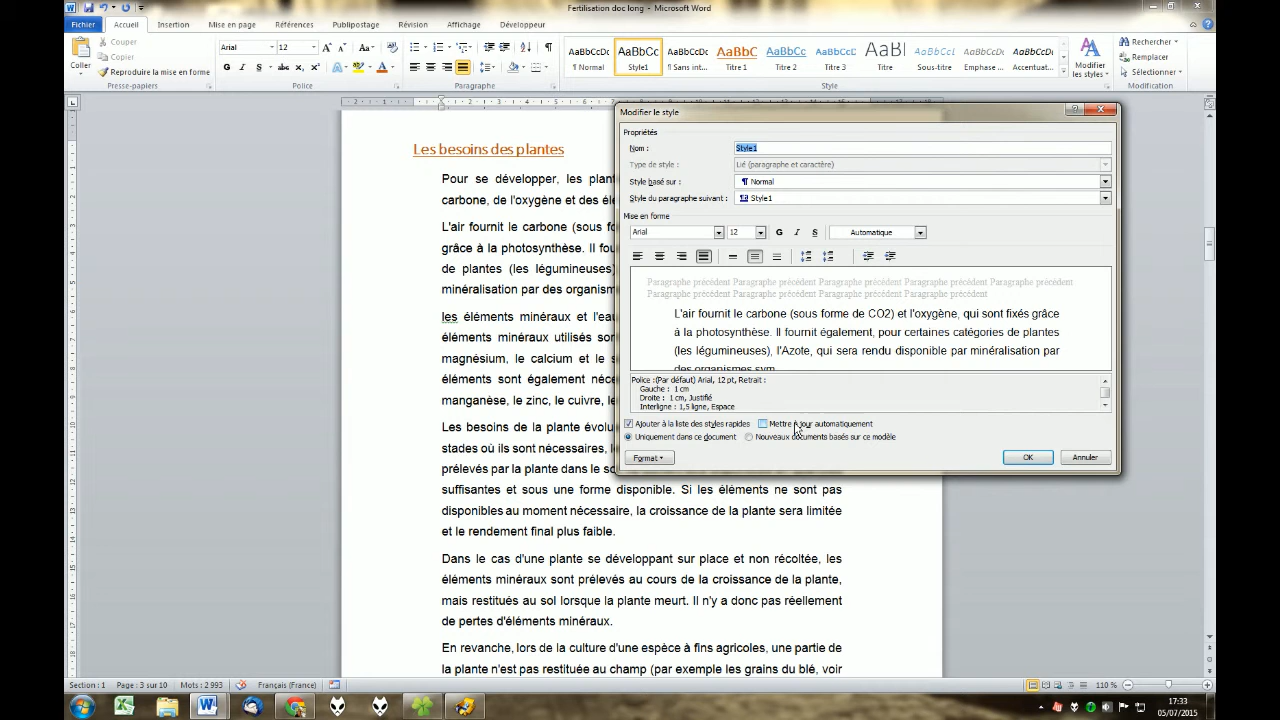 Fertilisation doc long - Microsoft Word
Fichier Accueil Insertion Mise en page Références Publipostage Révision Affichage Développeur
Coller
Couper
Copier
Reproduire la mise en forme
Presse-papiers
Arial 12
Police
Paragraphe
AaBbCcDc AaBbCc AaBbCcDc AaBbC AaBbCc AaBbCcD AaBl AaBbCcI AaBbCcDc AaBbCcDc
¶ Normal Style1 ¶ Sans int... Titre 1 Titre 2 Titre 3 Titre Sous-titre Emphase ... Accentuat...
Style
Modifier
les styles
Rechercher
Remplacer
Sélectionner
Modification
Les besoins des plantes
Pour se développer, les plant
carbone, de l'oxygène et des élé
L'air fournit le carbone (sous fo
grâce à la photosynthèse. Il fou
de plantes (les légumineuses)
minéralisation par des organism
les éléments minéraux et l'eau
éléments minéraux utilisés son
magnésium, le calcium et le s
éléments sont également néce
manganèse, le zinc, le cuivre, le
Les besoins de la plante évolu
stades où ils sont nécessaires, l
prélevés par la plante dans le so
suffisantes et sous une forme disponible. Si les éléments ne sont pas
disponibles au moment nécessaire, la croissance de la plante sera limitée
et le rendement final plus faible.
Dans le cas d'une plante se développant sur place et non récoltée, les
éléments minéraux sont prélevés au cours de la croissance de la plante,
mais restitués au sol lorsque la plante meurt. Il n'y a donc pas réellement
de pertes d'éléments minéraux.
En revanche, lors de la culture d'une espèce à fins agricoles, une partie de
la plante n'est pas restituée au champ (par exemple les grains du blé, voir
Modifier le style
Propriétés
Nom : Style1
Type de style : Lié (paragraphe et caractère)
Style basé sur : ¶ Normal
Style du paragraphe suivant : Style1
Mise en forme
Arial 12 G I S Automatique
Paragraphe précédent Paragraphe précédent Paragraphe précédent Paragraphe précédent Paragraphe précédent
Paragraphe précédent Paragraphe précédent Paragraphe précédent Paragraphe précédent
L'air fournit le carbone (sous forme de CO2) et l'oxygène, qui sont fixés grâce
à la photosynthèse. Il fournit également, pour certaines catégories de plantes
(les légumineuses), l'Azote, qui sera rendu disponible par minéralisation par
des organismes sym
Police :(Par défaut) Arial, 12 pt, Retrait :
Gauche : 1 cm
Droite : 1 cm, Justifié
Interligne : 1,5 ligne, Espace
Ajouter à la liste des styles rapides Mettre à jour automatiquement
Uniquement dans ce document Nouveaux documents basés sur ce modèle
Format OK Annuler
Section : 1 Page : 3 sur 10 Mots : 2 993 Français (France) 110 %
17:33
05/07/2015